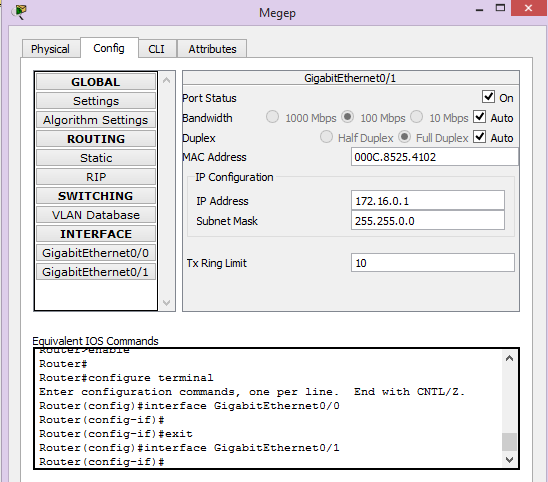 Megep
Physical Config CLI Attributes
GLOBAL
Settings
Algorithm Settings
ROUTING
Static
RIP
SWITCHING
VLAN Database
INTERFACE
GigabitEthernet0/0
GigabitEthernet0/1
GigabitEthernet0/1
Port Status On
Bandwidth 1000 Mbps 100 Mbps 10 Mbps Auto
Duplex Half Duplex Full Duplex Auto
MAC Address 000C.8525.4102
IP Configuration
IP Address 172.16.0.1
Subnet Mask 255.255.0.0
Tx Ring Limit 10
Equivalent IOS Commands
Router>enable
Router#
Router#configure terminal
Enter configuration commands, one per line. End with CNTL/Z.
Router(config)#interface GigabitEthernet0/0
Router(config-if)#
Router(config-if)#exit
Router(config)#interface GigabitEthernet0/1
Router(config-if)#